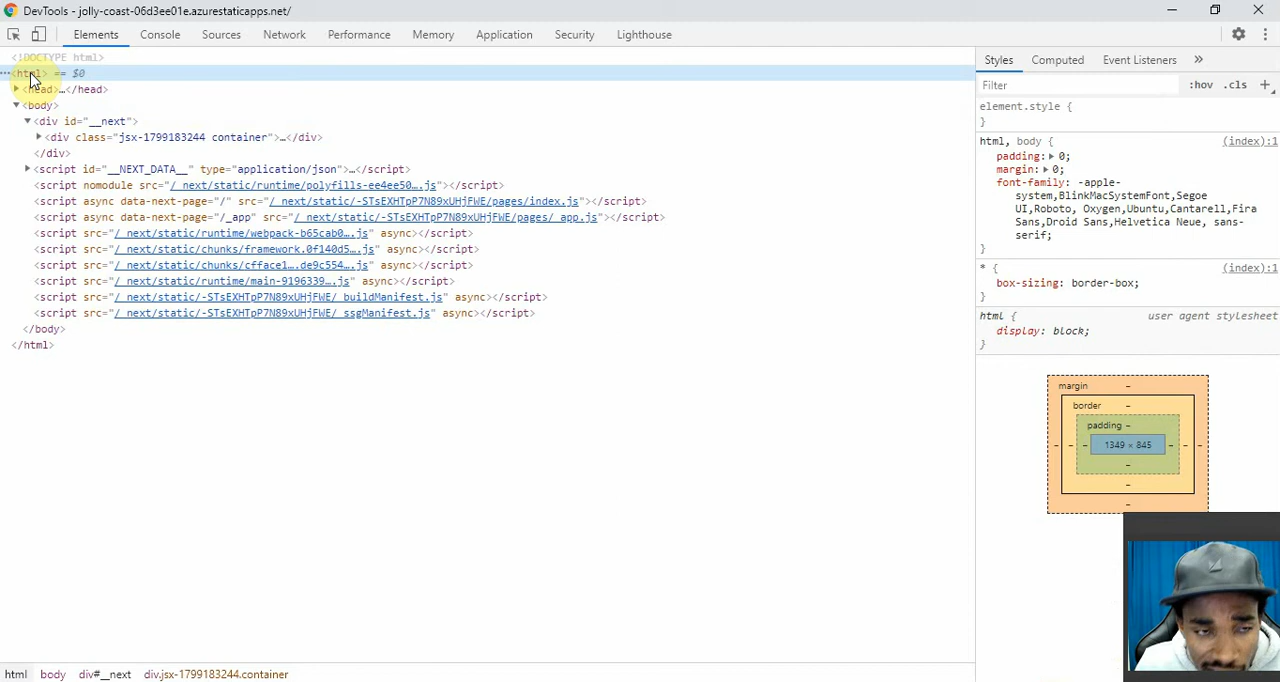 DevTools - jolly-coast-06d3ee01e.azurestaticapps.net/
Elements Console Sources Network Performance Memory Application Security Lighthouse
<!DOCTYPE html>
<html> == $0
<head>…</head>
<body>
<div id="__next">
<div class="jsx-1799183244 container">…</div>
</div>
<script id="__NEXT_DATA__" type="application/json">…</script>
<script nomodule src="/_next/static/runtime/polyfills-ee4ee50….js"></script>
<script async data-next-page="/" src="/_next/static/-STsEXHTpP7N89xUHjFWE/pages/index.js"></script>
<script async data-next-page="/_app" src="/_next/static/-STsEXHTpP7N89xUHjFWE/pages/_app.js"></script>
<script src="/_next/static/runtime/webpack-b65cab0….js" async></script>
<script src="/_next/static/chunks/framework.0f140d5….js" async></script>
<script src="/_next/static/chunks/cfface1….de9c554….js" async></script>
<script src="/_next/static/runtime/main-9196339….js" async></script>
<script src="/_next/static/-STsEXHTpP7N89xUHjFWE/_buildManifest.js" async></script>
<script src="/_next/static/-STsEXHTpP7N89xUHjFWE/_ssgManifest.js" async></script>
</body>
</html>
html body div#__next div.jsx-1799183244.container
Styles Computed Event Listeners »
Filter :hov .cls +
element.style {
}
html, body { (index):1
padding: 0;
margin: 0;
font-family: -apple-
system,BlinkMacSystemFont,Segoe
UI,Roboto, Oxygen,Ubuntu,Cantarell,Fira
Sans,Droid Sans,Helvetica Neue, sans-
serif;
}
* { (index):1
box-sizing: border-box;
}
html { user agent stylesheet
display: block;
}
margin -
border -
padding -
- - - 1349 × 845 - - -
-
-
-